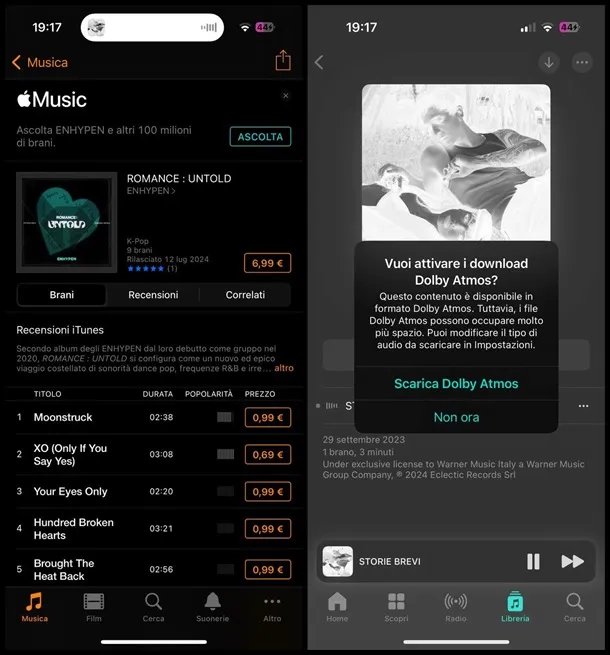 19:17
44
Musica
Music
Ascolta ENHYPEN e altri 100 milioni
di brani.
ASCOLTA
ROMANCE :
UNTOLD
ENHYPEN
ROMANCE : UNTOLD
ENHYPEN
K-Pop
9 brani
Rilasciato 12 lug 2024
(1)
6,99 €
Brani
Recensioni
Correlati
Recensioni iTunes
Secondo album degli ENHYPEN dal loro debutto come gruppo nel
2020, ROMANCE : UNTOLD si configura come un nuovo ed epico
viaggio costellato di sonorità dance pop, frequenze R&B e irre... altro
TITOLO DURATA POPOLARITÀ PREZZO
1 Moonstruck 02:38 0,99 €
2 XO (Only If You
Say Yes) 03:08 0,69 €
3 Your Eyes Only 02:20 0,99 €
4 Hundred Broken
Hearts 03:21 0,99 €
5 Brought The
Heat Back 02:56 0,99 €
Musica
Film
Cerca
Suonerie
Altro
19:17
44
Vuoi attivare i download
Dolby Atmos?
Questo contenuto è disponibile in
formato Dolby Atmos. Tuttavia, i file
Dolby Atmos possono occupare molto
più spazio. Puoi modificare il tipo di
audio da scaricare in Impostazioni.
Scarica Dolby Atmos
Non ora
29 settembre 2023
1 brano, 3 minuti
Under exclusive license to Warner Music Italy a Warner Music
Group Company, ℗ 2024 Eclectic Records Srl
STORIE BREVI
Home
Scopri
Radio
Libreria
Cerca